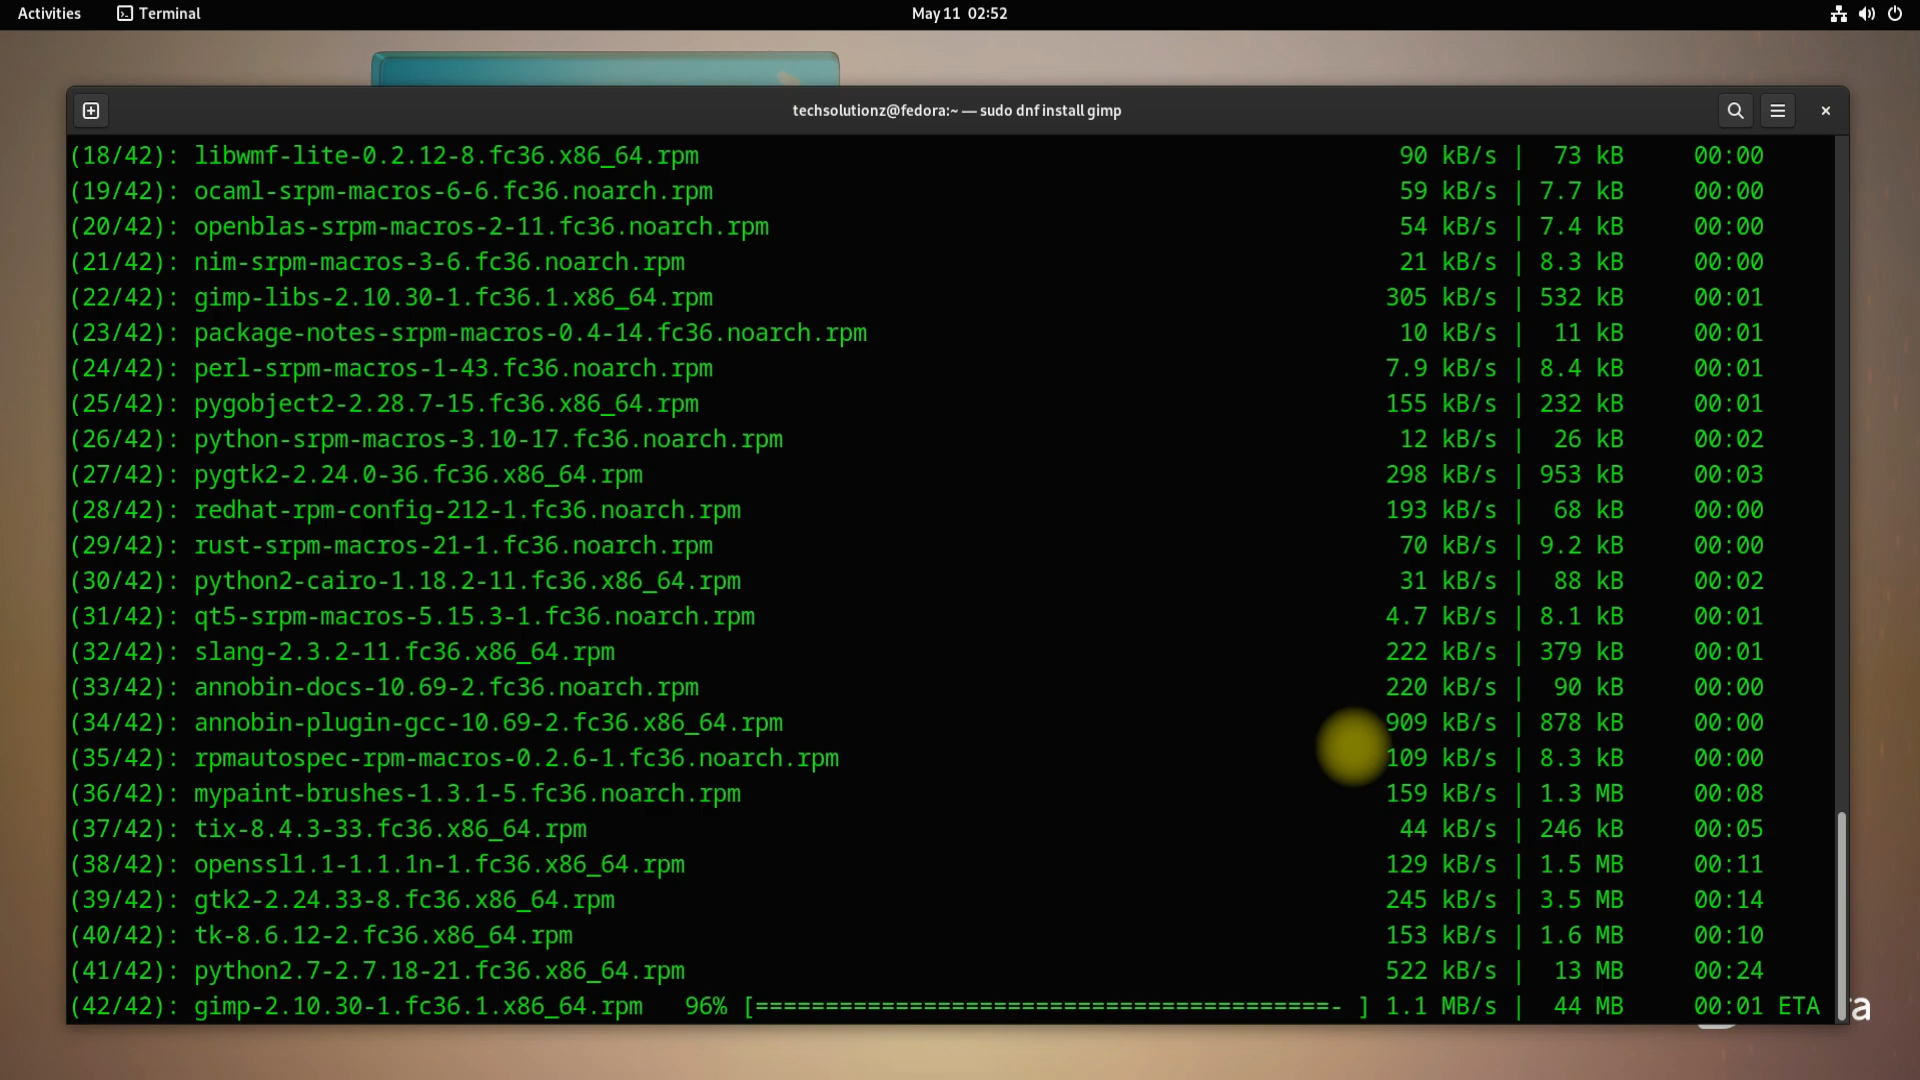 Activities Terminal May 11 02:52
techsolutionz@fedora:~ — sudo dnf install gimp
(18/42): libwmf-lite-0.2.12-8.fc36.x86_64.rpm 90 kB/s | 73 kB 00:00
(19/42): ocaml-srpm-macros-6-6.fc36.noarch.rpm 59 kB/s | 7.7 kB 00:00
(20/42): openblas-srpm-macros-2-11.fc36.noarch.rpm 54 kB/s | 7.4 kB 00:00
(21/42): nim-srpm-macros-3-6.fc36.noarch.rpm 21 kB/s | 8.3 kB 00:00
(22/42): gimp-libs-2.10.30-1.fc36.1.x86_64.rpm 305 kB/s | 532 kB 00:01
(23/42): package-notes-srpm-macros-0.4-14.fc36.noarch.rpm 10 kB/s | 11 kB 00:01
(24/42): perl-srpm-macros-1-43.fc36.noarch.rpm 7.9 kB/s | 8.4 kB 00:01
(25/42): pygobject2-2.28.7-15.fc36.x86_64.rpm 155 kB/s | 232 kB 00:01
(26/42): python-srpm-macros-3.10-17.fc36.noarch.rpm 12 kB/s | 26 kB 00:02
(27/42): pygtk2-2.24.0-36.fc36.x86_64.rpm 298 kB/s | 953 kB 00:03
(28/42): redhat-rpm-config-212-1.fc36.noarch.rpm 193 kB/s | 68 kB 00:00
(29/42): rust-srpm-macros-21-1.fc36.noarch.rpm 70 kB/s | 9.2 kB 00:00
(30/42): python2-cairo-1.18.2-11.fc36.x86_64.rpm 31 kB/s | 88 kB 00:02
(31/42): qt5-srpm-macros-5.15.3-1.fc36.noarch.rpm 4.7 kB/s | 8.1 kB 00:01
(32/42): slang-2.3.2-11.fc36.x86_64.rpm 222 kB/s | 379 kB 00:01
(33/42): annobin-docs-10.69-2.fc36.noarch.rpm 220 kB/s | 90 kB 00:00
(34/42): annobin-plugin-gcc-10.69-2.fc36.x86_64.rpm 909 kB/s | 878 kB 00:00
(35/42): rpmautospec-rpm-macros-0.2.6-1.fc36.noarch.rpm 109 kB/s | 8.3 kB 00:00
(36/42): mypaint-brushes-1.3.1-5.fc36.noarch.rpm 159 kB/s | 1.3 MB 00:08
(37/42): tix-8.4.3-33.fc36.x86_64.rpm 44 kB/s | 246 kB 00:05
(38/42): openssl1.1-1.1.1n-1.fc36.x86_64.rpm 129 kB/s | 1.5 MB 00:11
(39/42): gtk2-2.24.33-8.fc36.x86_64.rpm 245 kB/s | 3.5 MB 00:14
(40/42): tk-8.6.12-2.fc36.x86_64.rpm 153 kB/s | 1.6 MB 00:10
(41/42): python2.7-2.7.18-21.fc36.x86_64.rpm 522 kB/s | 13 MB 00:24
(42/42): gimp-2.10.30-1.fc36.1.x86_64.rpm 96% [=========================================- ] 1.1 MB/s | 44 MB 00:01 ETA